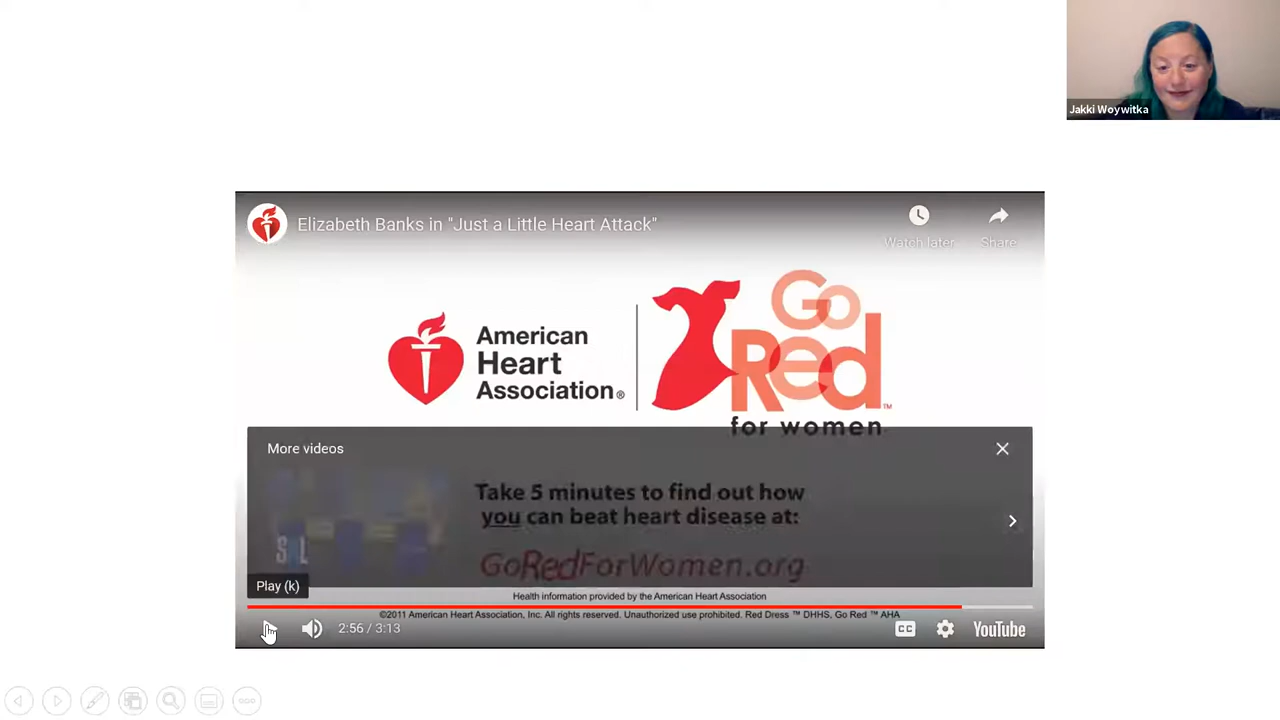 Jakki Woywitka
Elizabeth Banks in "Just a Little Heart Attack"
Watch later
Share
American
Heart
Association®
Go
Red™
for women
More videos
Take 5 minutes to find out how
you can beat heart disease at:
GoRedForWomen.org
Play (k)
Health information provided by the American Heart Association
©2011 American Heart Association, Inc. All rights reserved. Unauthorized use prohibited. Red Dress ™ DHHS, Go Red ™ AHA
2:56 / 3:13
CC
YouTube